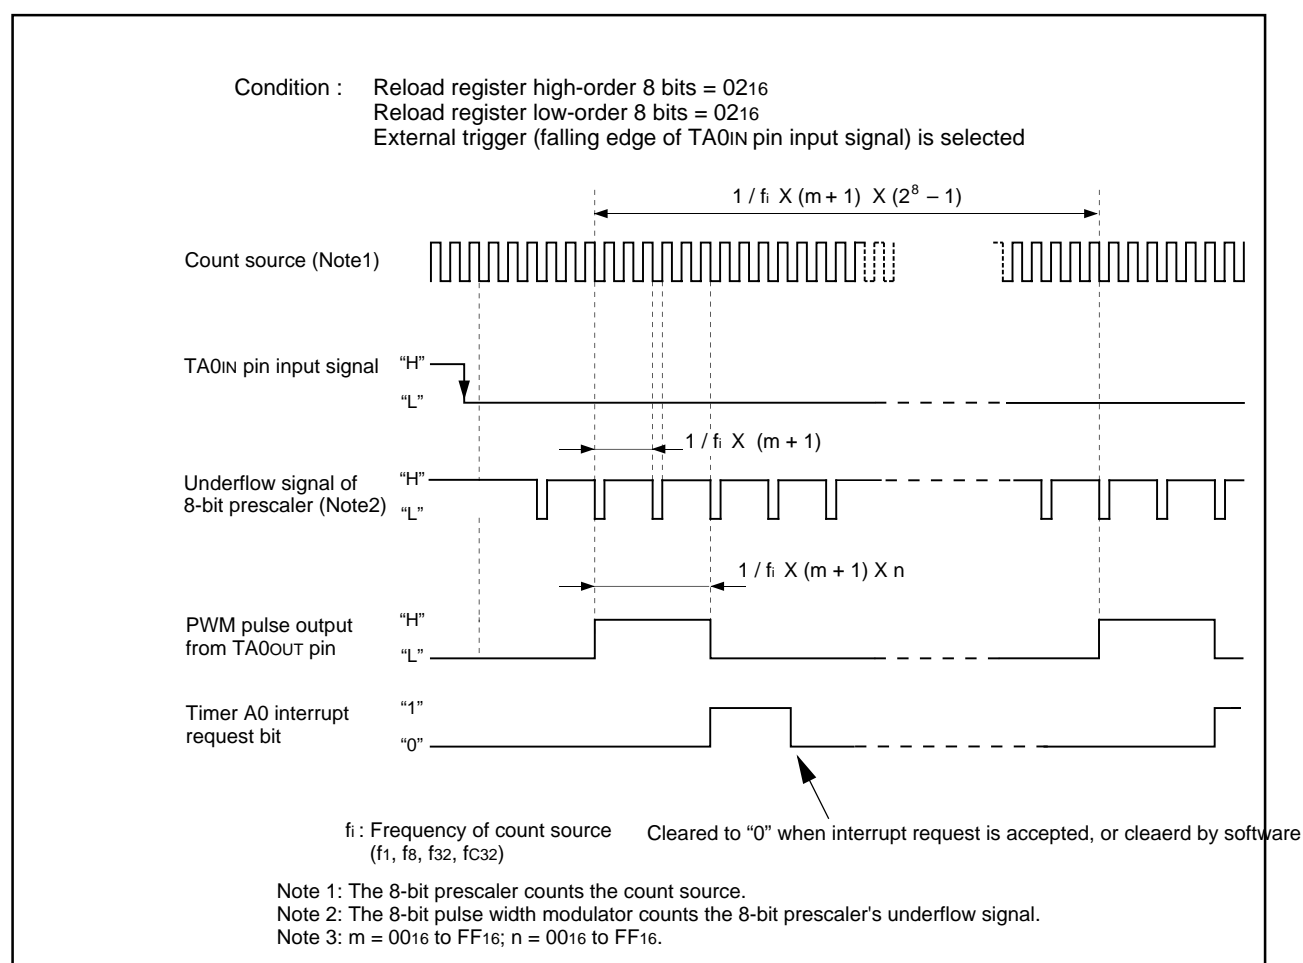 Condition : Reload register high-order 8 bits = 0216
Reload register low-order 8 bits = 0216
External trigger (falling edge of TA0IN pin input signal) is selected
1 / fi X (m + 1) X (2^8 – 1)
Count source (Note1)
TA0IN pin input signal
“H”
“L”
1 / fi X (m + 1)
Underflow signal of
8-bit prescaler (Note2)
“H”
“L”
1 / fi X (m + 1) X n
PWM pulse output
from TA0OUT pin
“H”
“L”
Timer A0 interrupt
request bit
“1”
“0”
fi : Frequency of count source
(f1, f8, f32, fC32)
Cleared to “0” when interrupt request is accepted, or cleaerd by software
Note 1: The 8-bit prescaler counts the count source.
Note 2: The 8-bit pulse width modulator counts the 8-bit prescaler's underflow signal.
Note 3: m = 0016 to FF16; n = 0016 to FF16.